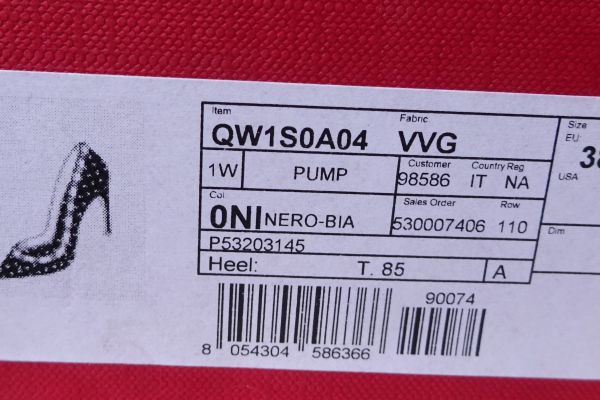 Item Fabric Size
QW1S0A04 VVG EU
1W PUMP Customer Country Reg
98586 IT NA USA
Col. Sales Order Row
0NI NERO-BIA 530007406 110
P53203145 Dim
Heel: T. 85 A
90074
8 054304 586366